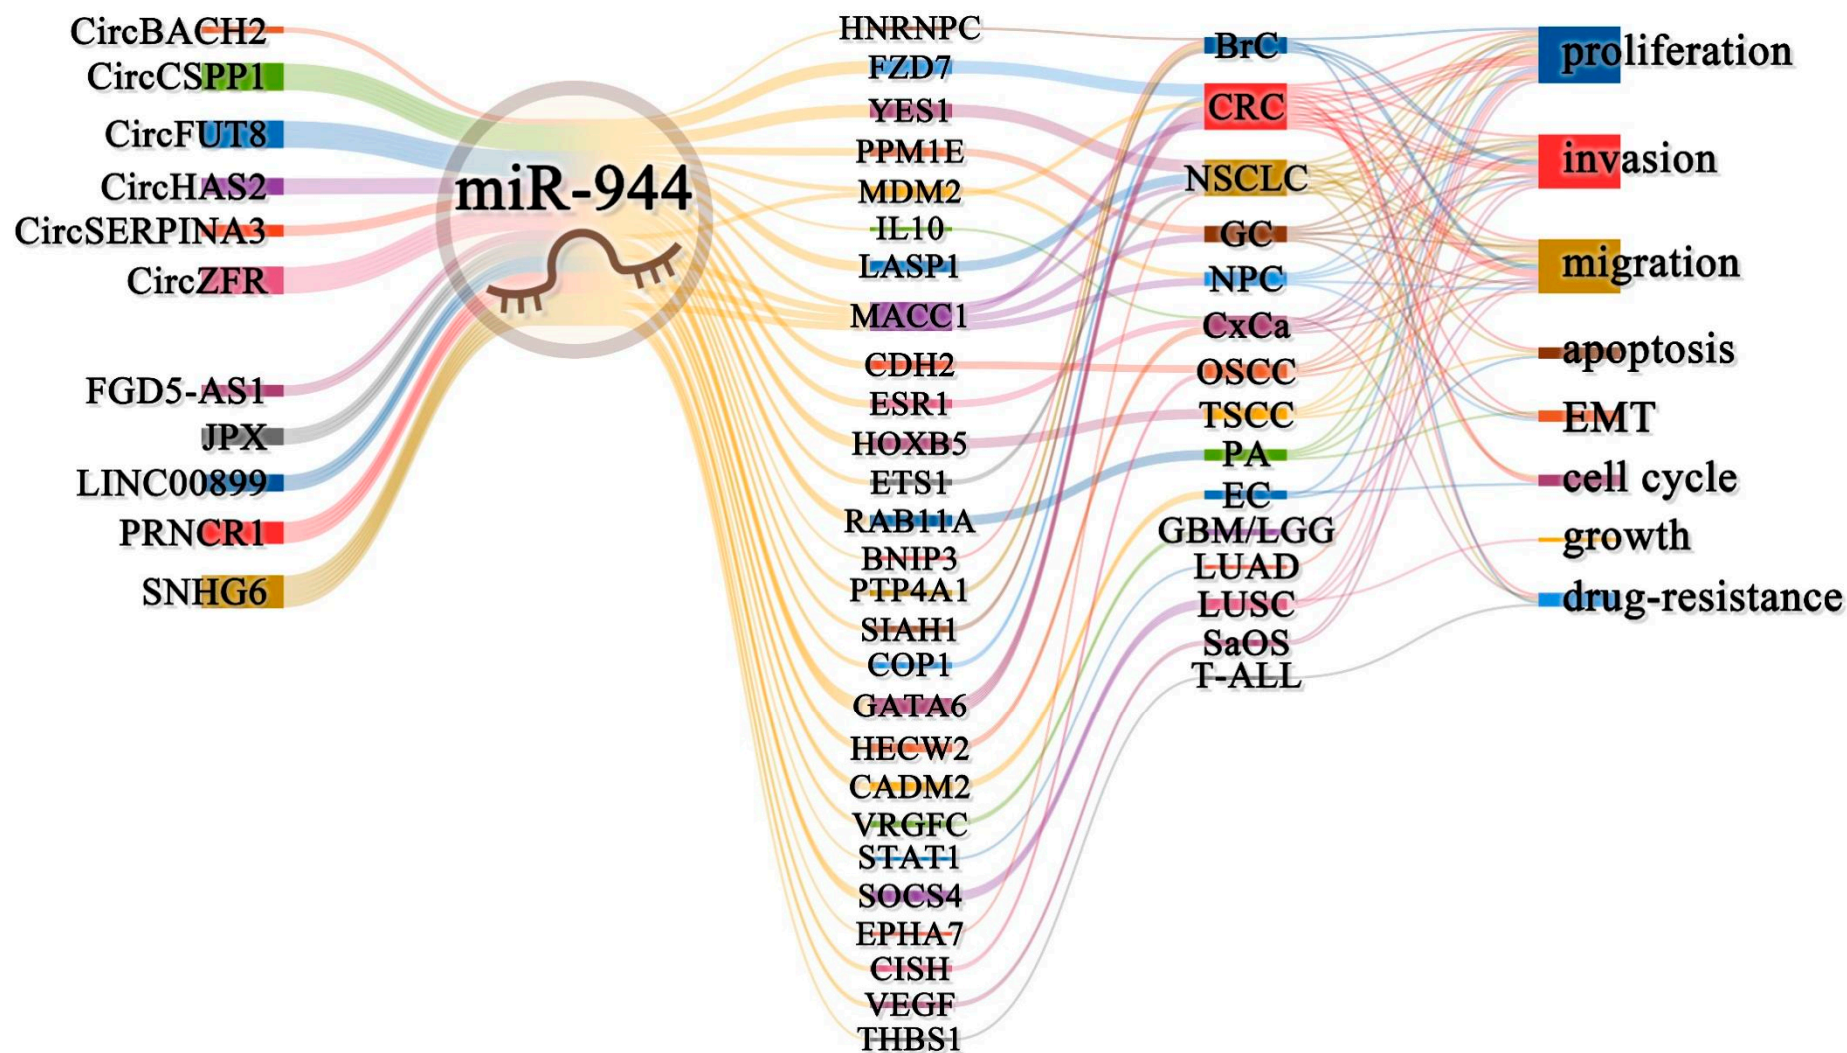 CircBACH2
CircCSPP1
CircFUT8
CircHAS2
CircSERPINA3
CircZFR
FGD5-AS1
JPX
LINC00899
PRNCR1
SNHG6
miR-944
HNRNPC
FZD7
YES1
PPM1E
MDM2
IL10
LASP1
MACC1
CDH2
ESR1
HOXB5
ETS1
RAB11A
BNIP3
PTP4A1
SIAH1
COP1
GATA6
HECW2
CADM2
VRGFC
STAT1
SOCS4
EPHA7
CISH
VEGF
THBS1
BrC
CRC
NSCLC
GC
NPC
CxCa
OSCC
TSCC
PA
EC
GBM/LGG
LUAD
LUSC
SaOS
T-ALL
proliferation
invasion
migration
apoptosis
EMT
cell cycle
growth
drug-resistance